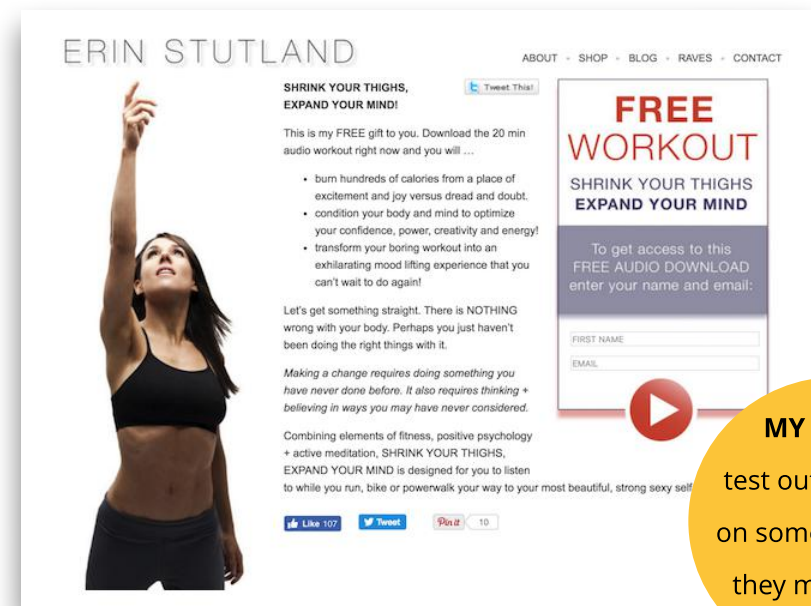 ERIN STUTLAND
ABOUT • SHOP • BLOG • RAVES • CONTACT
SHRINK YOUR THIGHS,
EXPAND YOUR MIND!
Tweet This!
This is my FREE gift to you. Download the 20 min
audio workout right now and you will …
• burn hundreds of calories from a place of
excitement and joy versus dread and doubt.
• condition your body and mind to optimize
your confidence, power, creativity and energy!
• transform your boring workout into an
exhilarating mood lifting experience that you
can't wait to do again!
Let's get something straight. There is NOTHING
wrong with your body. Perhaps you just haven't
been doing the right things with it.
Making a change requires doing something you
have never done before. It also requires thinking +
believing in ways you may have never considered.
Combining elements of fitness, positive psychology
+ active meditation, SHRINK YOUR THIGHS,
EXPAND YOUR MIND is designed for you to listen
to while you run, bike or powerwalk your way to your most beautiful, strong sexy self
Like 107
Tweet
Pin it
10
FREE
WORKOUT
SHRINK YOUR THIGHS
EXPAND YOUR MIND
To get access to this
FREE AUDIO DOWNLOAD
enter your name and email:
FIRST NAME
EMAIL
MY
test
on
they